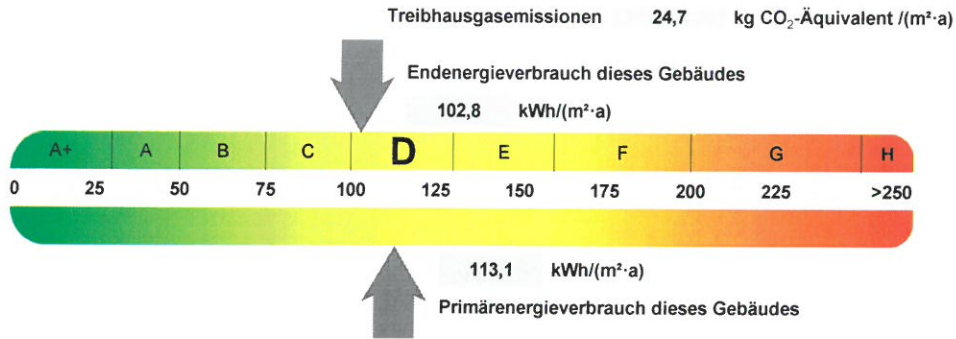 Treibhausgasemissionen 24,7 kg CO₂-Äquivalent /(m²·a)
Endenergieverbrauch dieses Gebäudes
102,8 kWh/(m²·a)
A+ A B C D E F G H
0 25 50 75 100 125 150 175 200 225 >250
113,1 kWh/(m²·a)
Primärenergieverbrauch dieses Gebäudes